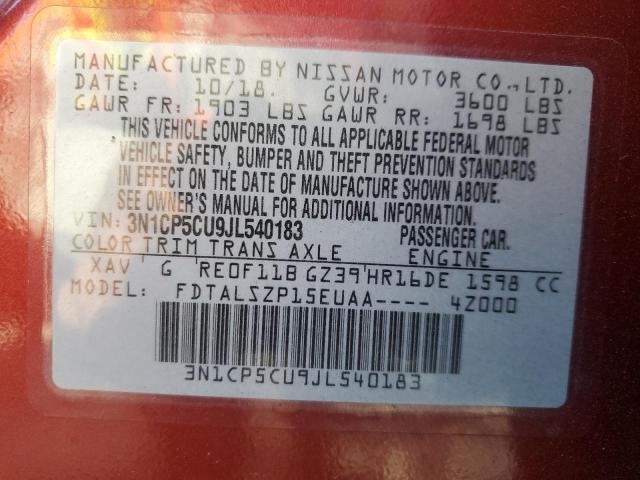 MANUFACTURED BY NISSAN MOTOR CO.,LTD.
DATE: 10/18. GVWR: 3600 LBS
GAWR FR: 1903 LBS GAWR RR: 1698 LBS
THIS VEHICLE CONFORMS TO ALL APPLICABLE FEDERAL MOTOR
VEHICLE SAFETY, BUMPER AND THEFT PREVENTION STANDARDS
IN EFFECT ON THE DATE OF MANUFACTURE SHOWN ABOVE.
SEE OWNER'S MANUAL FOR ADDITIONAL INFORMATION.
VIN: 3N1CP5CU9JL540183 PASSENGER CAR.
COLOR TRIM TRANS AXLE ENGINE
XAV G RE0F11B GZ39 HR16DE 1598 CC
MODEL: FDTALSZP15EUAA---- 4Z000
3N1CP5CU9JL540183